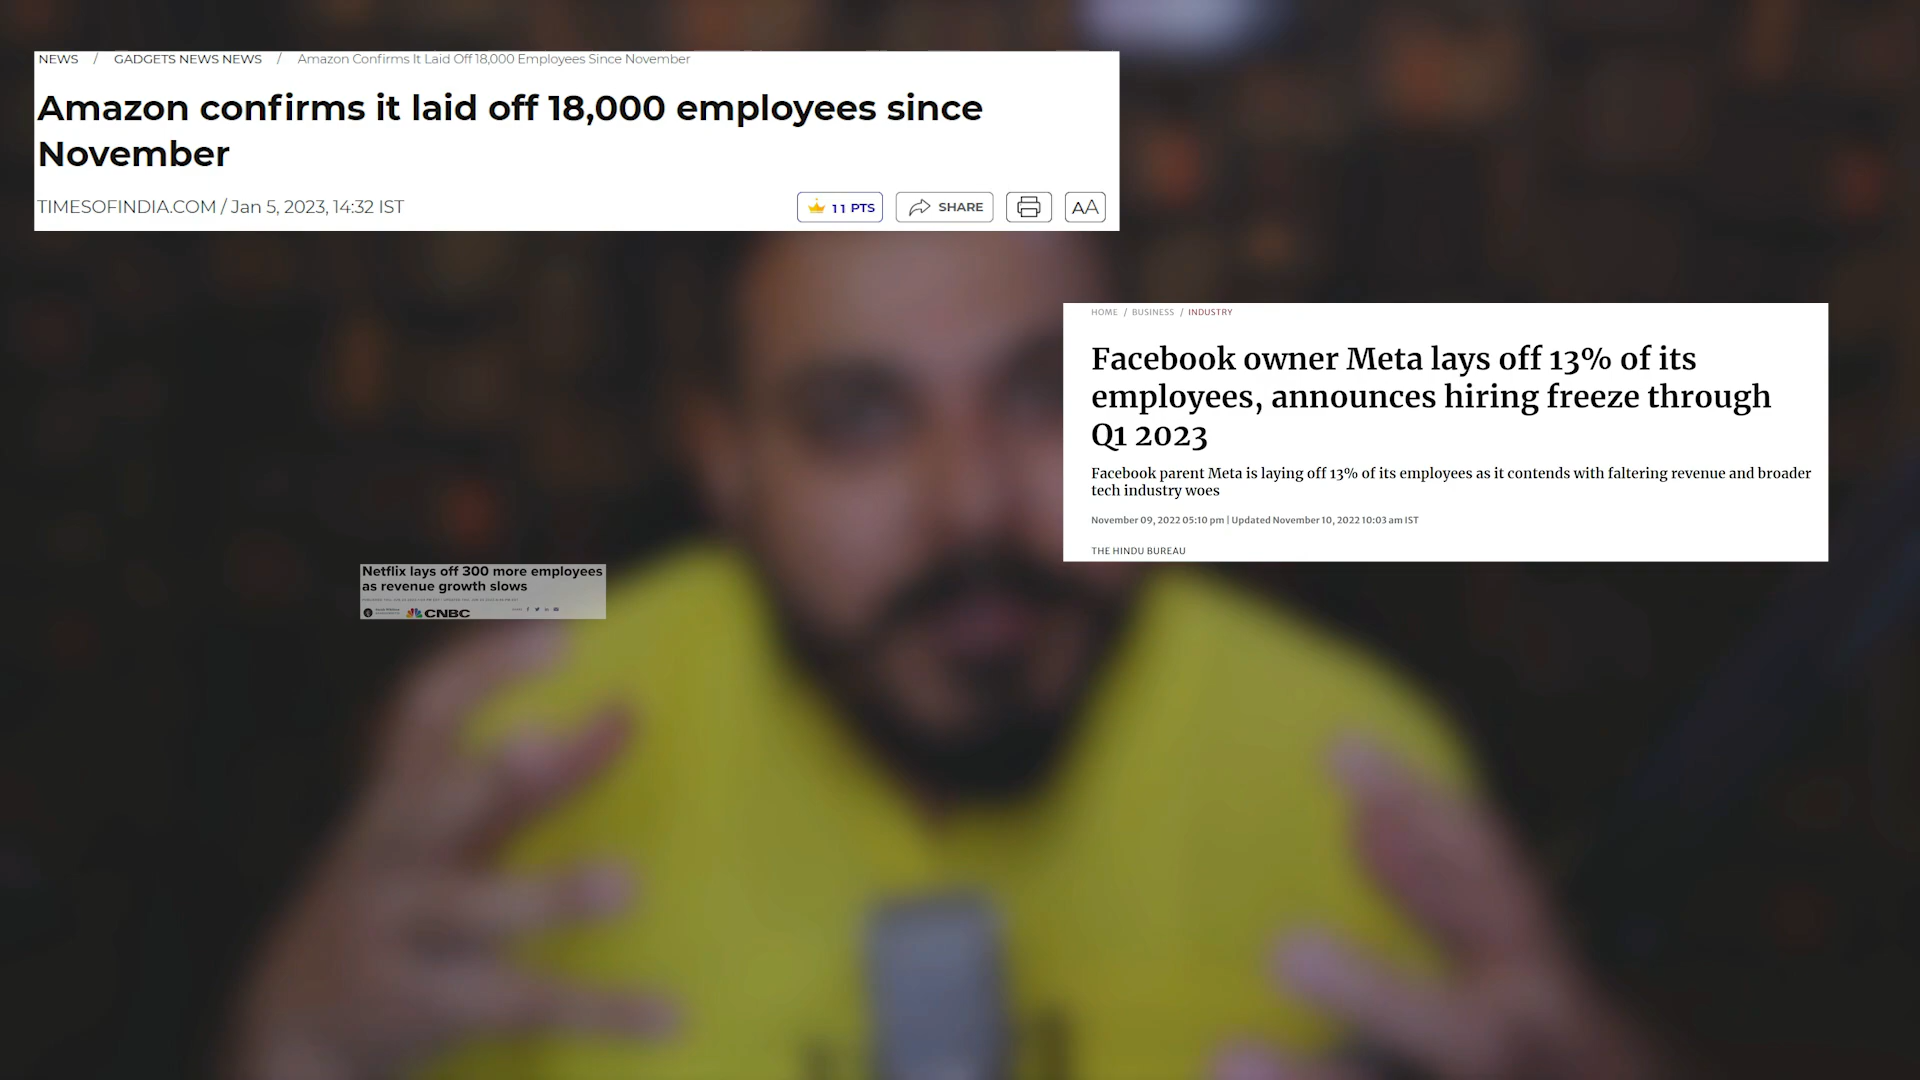 NEWS / GADGETS NEWS NEWS / Amazon Confirms It Laid Off 18,000 Employees Since November
Amazon confirms it laid off 18,000 employees since
November
TIMESOFINDIA.COM / Jan 5, 2023, 14:32 IST
11 PTS
SHARE
AA
HOME / BUSINESS / INDUSTRY
Facebook owner Meta lays off 13% of its
employees, announces hiring freeze through
Q1 2023
Facebook parent Meta is laying off 13% of its employees as it contends with faltering revenue and broader
tech industry woes
November 09, 2022 05:10 pm | Updated November 10, 2022 10:03 am IST
THE HINDU BUREAU
Netflix lays off 300 more employees
as revenue growth slows
CNBC